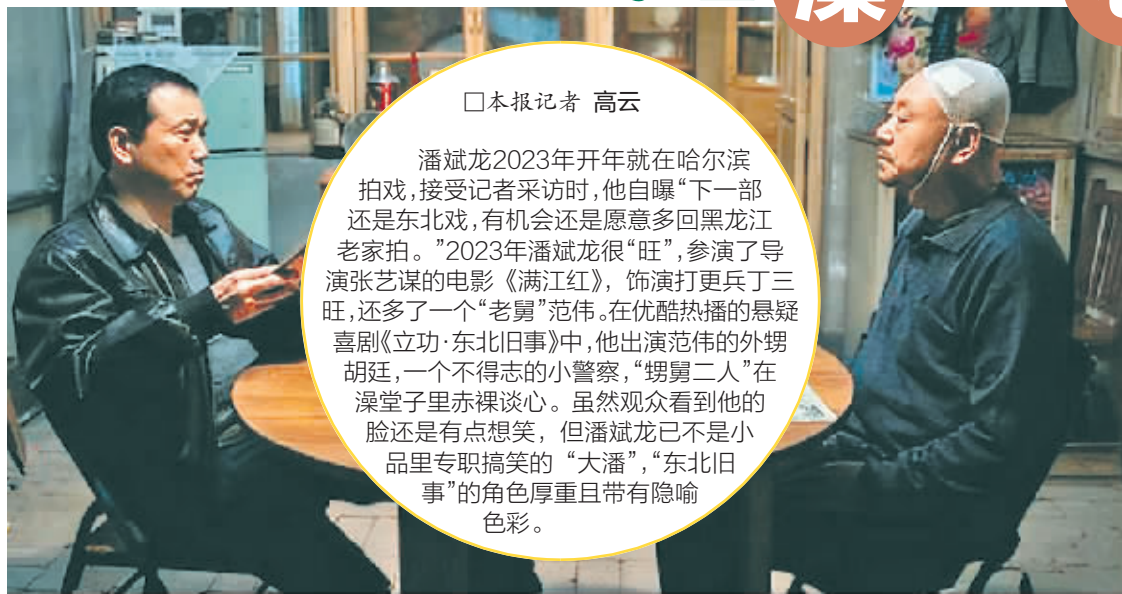 □本报记者 高云
潘斌龙2023年开年就在哈尔滨
拍戏,接受记者采访时,他自曝“下一部
还是东北戏,有机会还是愿意多回黑龙江
老家拍。”2023年潘斌龙很“旺”,参演了导
演张艺谋的电影《满江红》,饰演打更兵丁三
旺,还多了一个“老舅”范伟。在优酷热播的悬疑
喜剧《立功·东北旧事》中,他出演范伟的外甥
胡廷,一个不得志的小警察,“甥舅二人”在
澡堂子里赤裸谈心。虽然观众看到他的
脸还是有点想笑,但潘斌龙已不是小
品里专职搞笑的“大潘”,“东北旧
事”的角色厚重且带有隐喻
色彩。